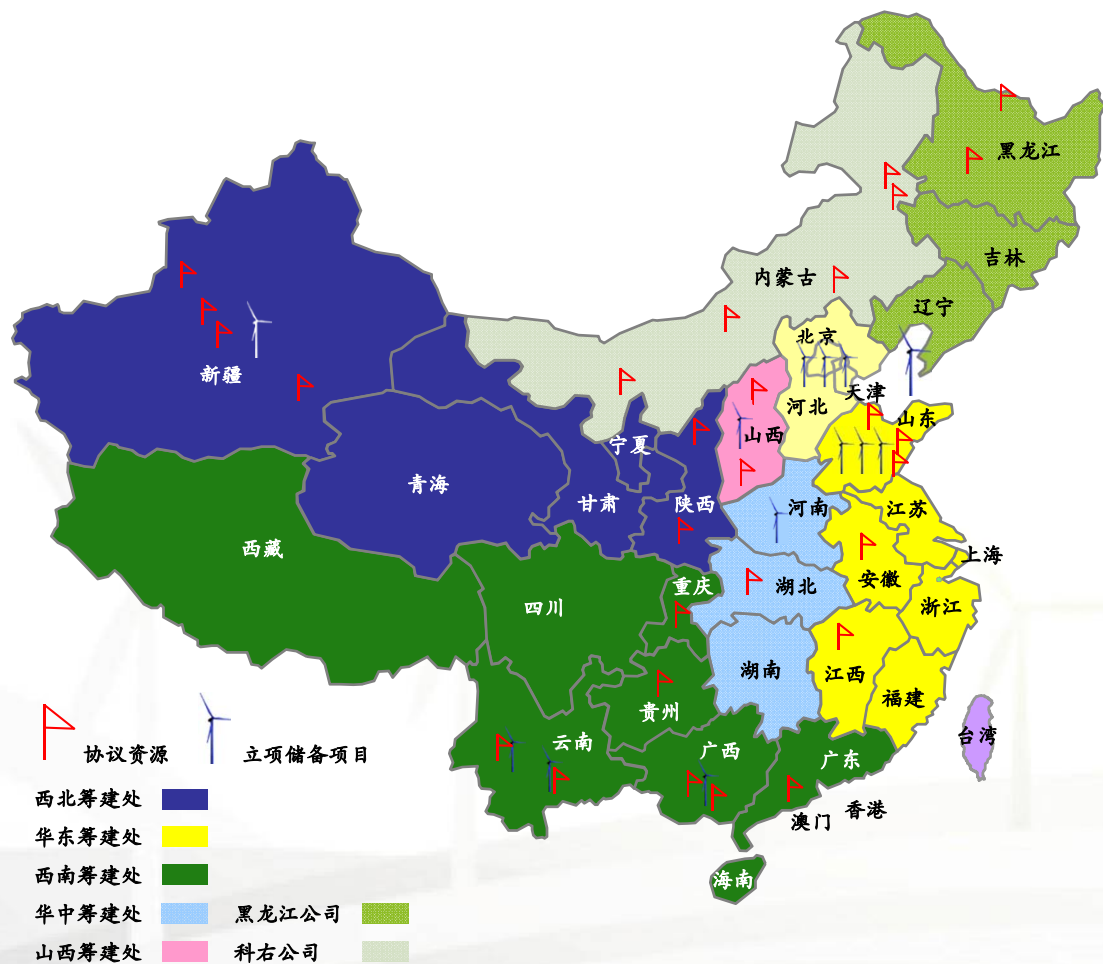 黑龙江
吉林
内蒙古
辽宁
北京
新疆
天津
河北
山东
山西
宁夏
青海
甘肃
陕西
河南
江苏
西藏
上海
安徽
重庆
湖北
四川
浙江
湖南
江西
福建
贵州
云南
广西
台湾
广东
香港
澳门
海南
协议资源
立项储备项目
西北筹建处
华东筹建处
西南筹建处
华中筹建处
黑龙江公司
山西筹建处
科右公司